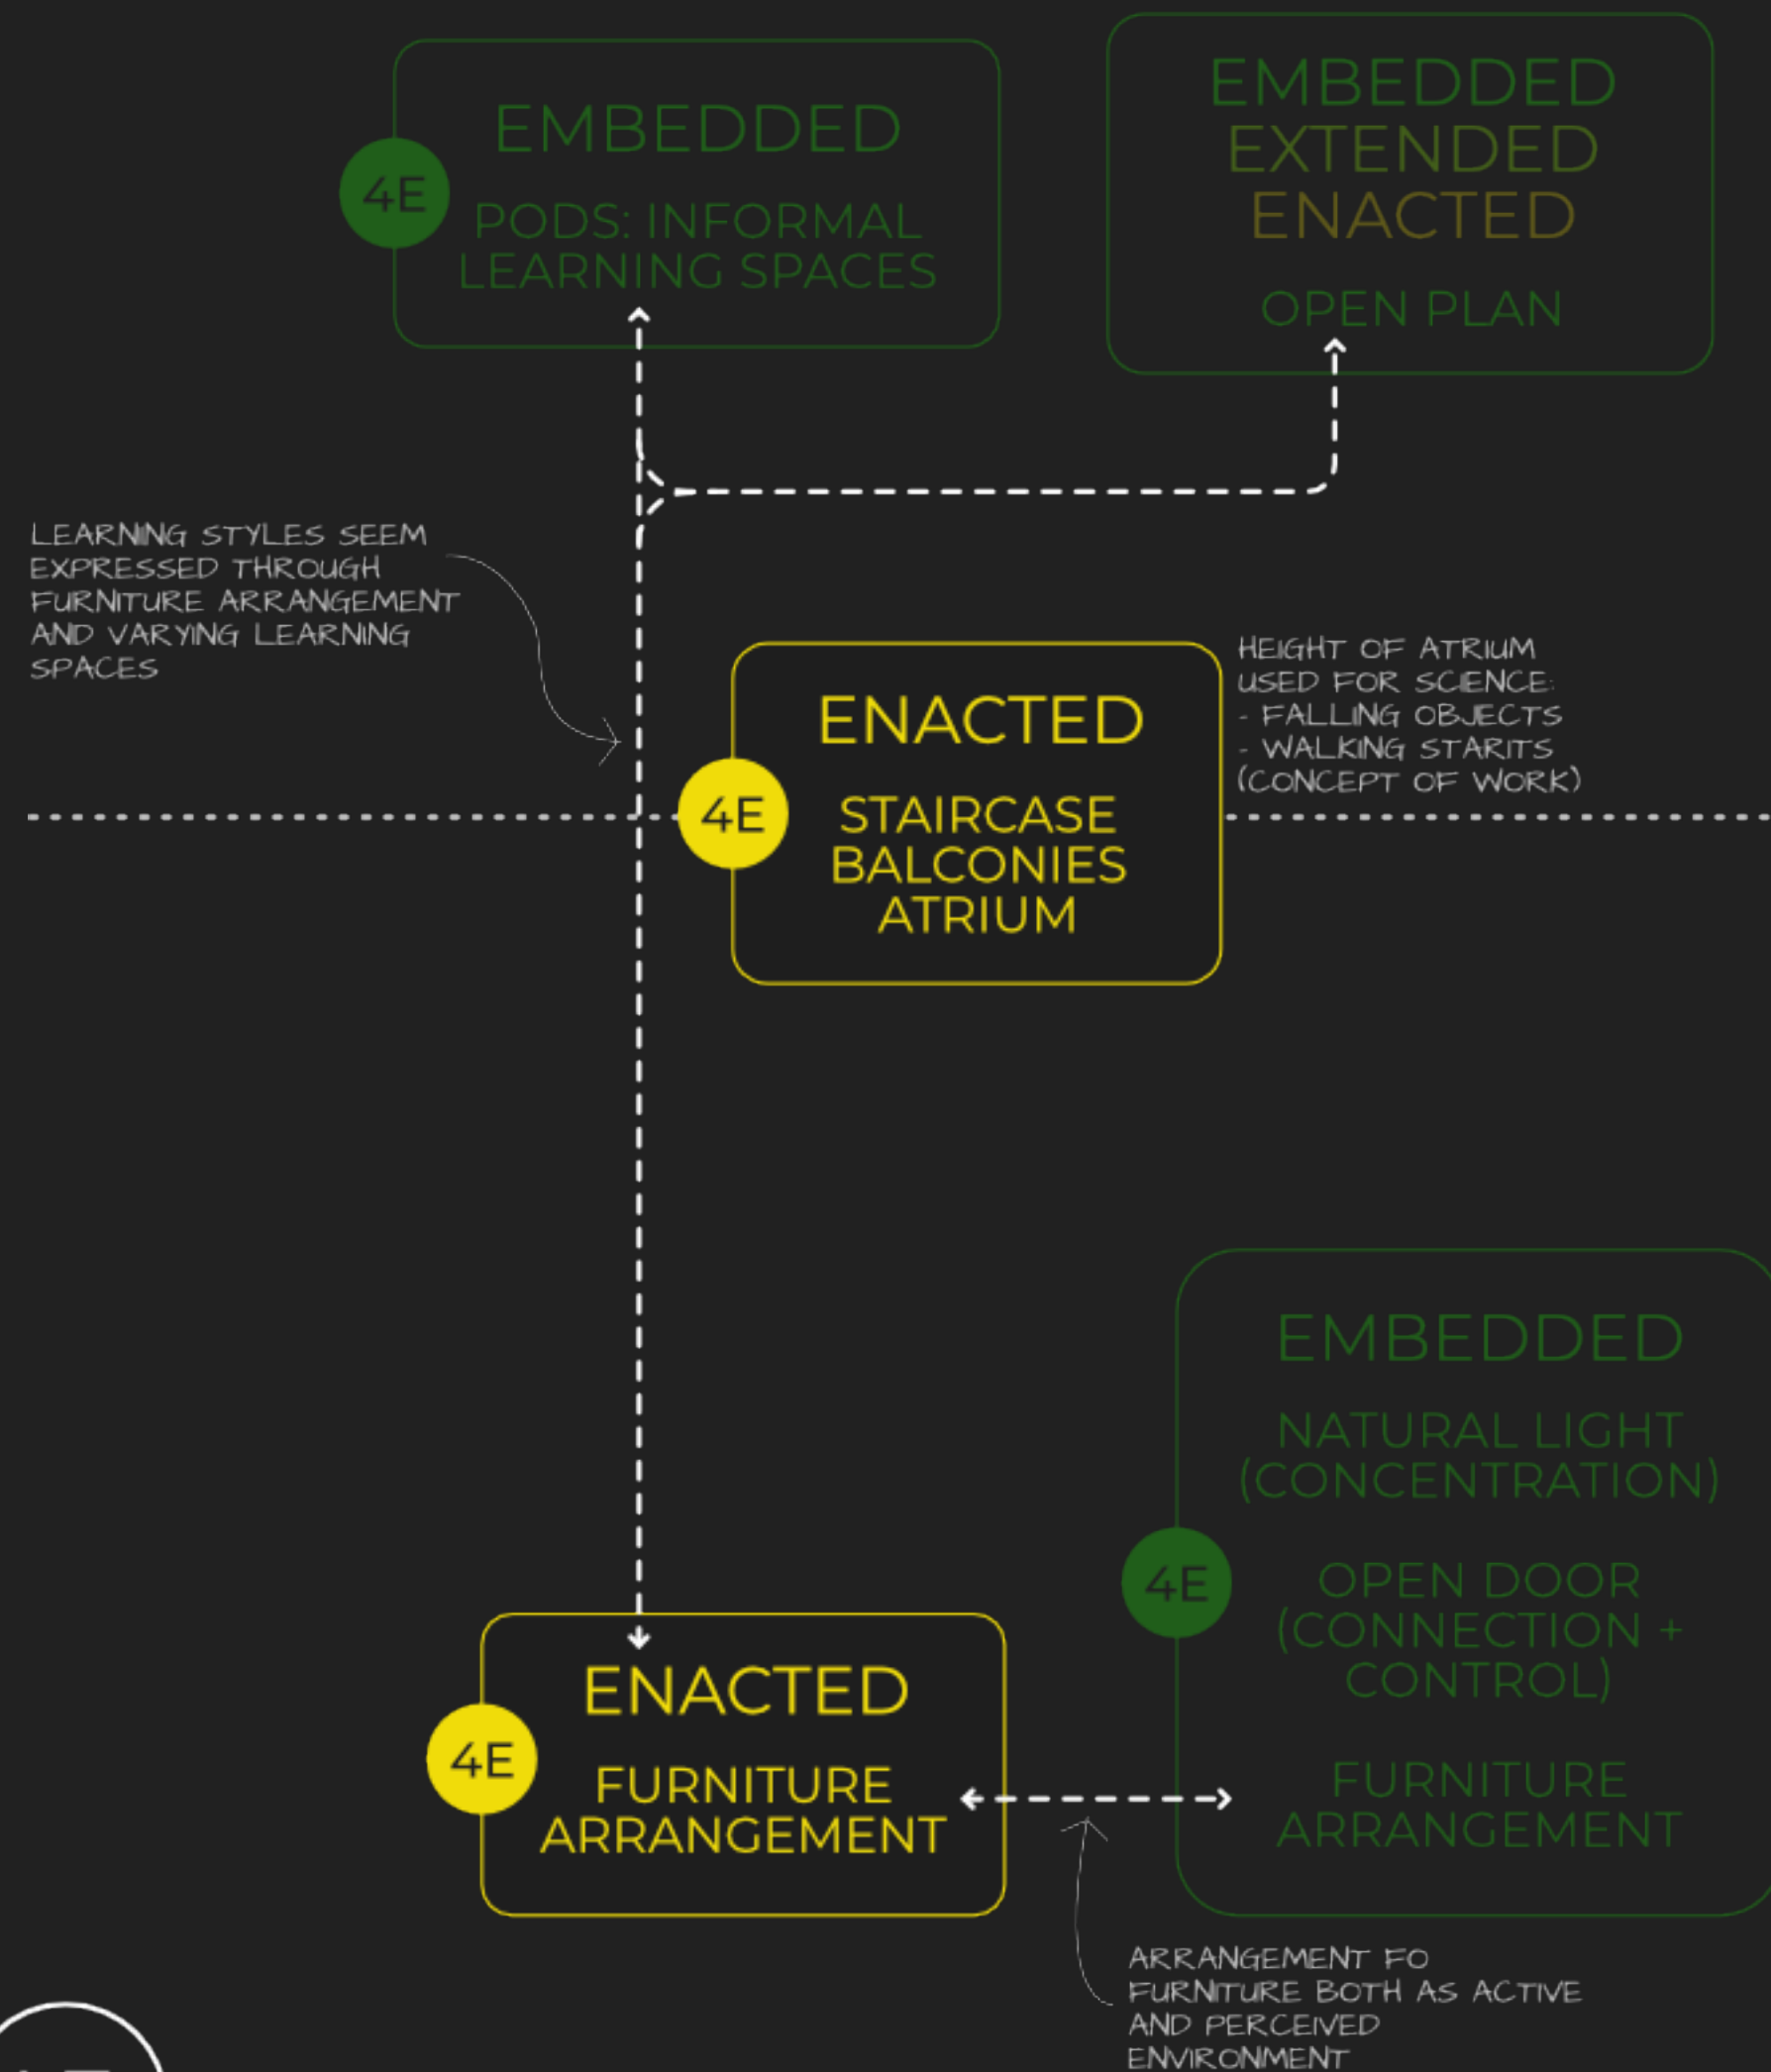 EMBEDDED
4E
PODS: INFORMAL
LEARNING SPACES
EMBEDDED
EXTENDED
ENACTED
OPEN PLAN
LEARNING STYLES SEEM
EXPRESSED THROUGH
FURNITURE ARRANGEMENT
AND VARYING LEARNING
SPACES
ENACTED
4E
STAIRCASE
BALCONIES
ATRIUM
HEIGHT OF ATRIUM
USED FOR SCIENCE:
- FALLING OBJECTS
- WALKING STARITS
(CONCEPT OF WORK)
EMBEDDED
NATURAL LIGHT
(CONCENTRATION)
4E
OPEN DOOR
(CONNECTION +
CONTROL)
FURNITURE
ARRANGEMENT
ENACTED
4E
FURNITURE
ARRANGEMENT
ARRANGEMENT FO
FURNITURE BOTH AS ACTIVE
AND PERCEIVED
ENVIRONMENT